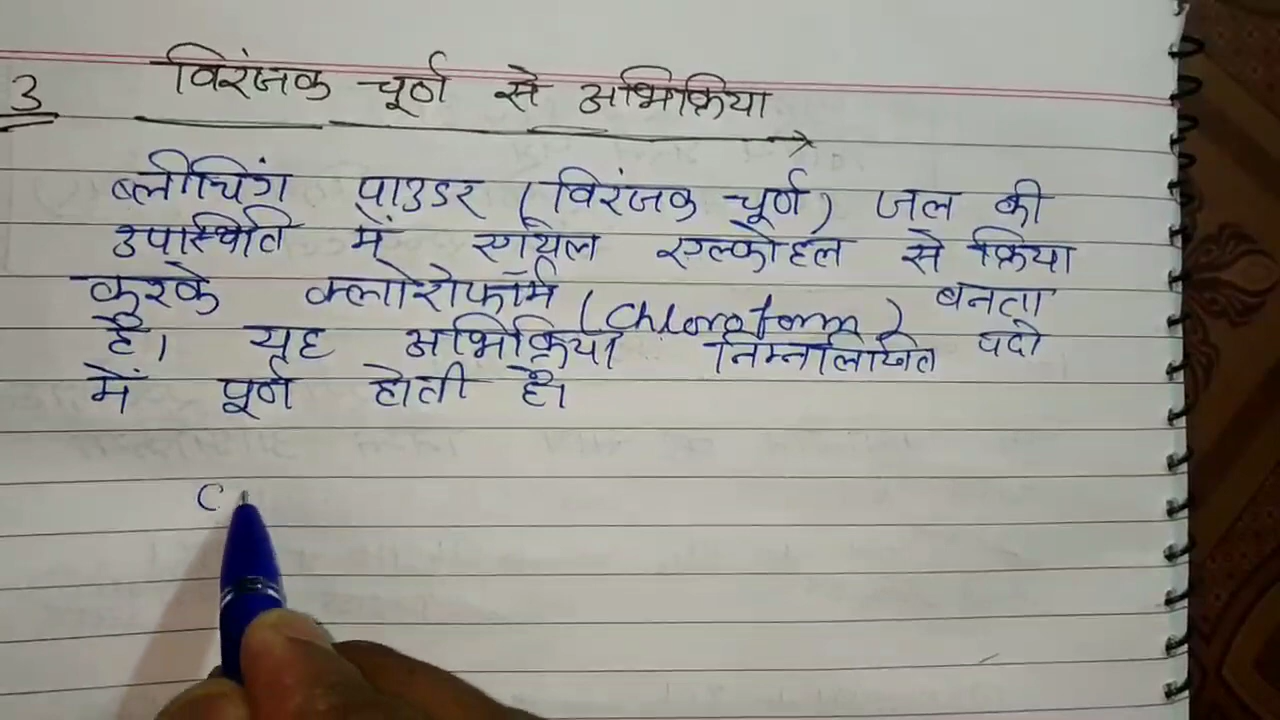 3 विरंजक चूर्ण से अभिक्रिया
ब्लीचिंग पाउडर (विरंजक चूर्ण) जल की
उपस्थिति में एथिल एल्कोहल से क्रिया
करके क्लोरोफॉर्म (Chloroform) बनता
है। यह अभिक्रिया निम्नलिखित पदो
में पूर्ण होती है।
C